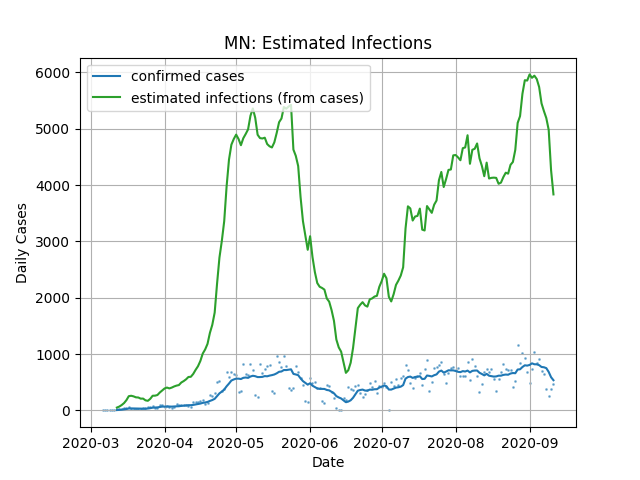 MN: Estimated Infections
confirmed cases
estimated infections (from cases)
6000
5000
4000
3000
2000
1000
0
Daily Cases
2020-03
2020-04
2020-05
2020-06
2020-07
2020-08
2020-09
Date